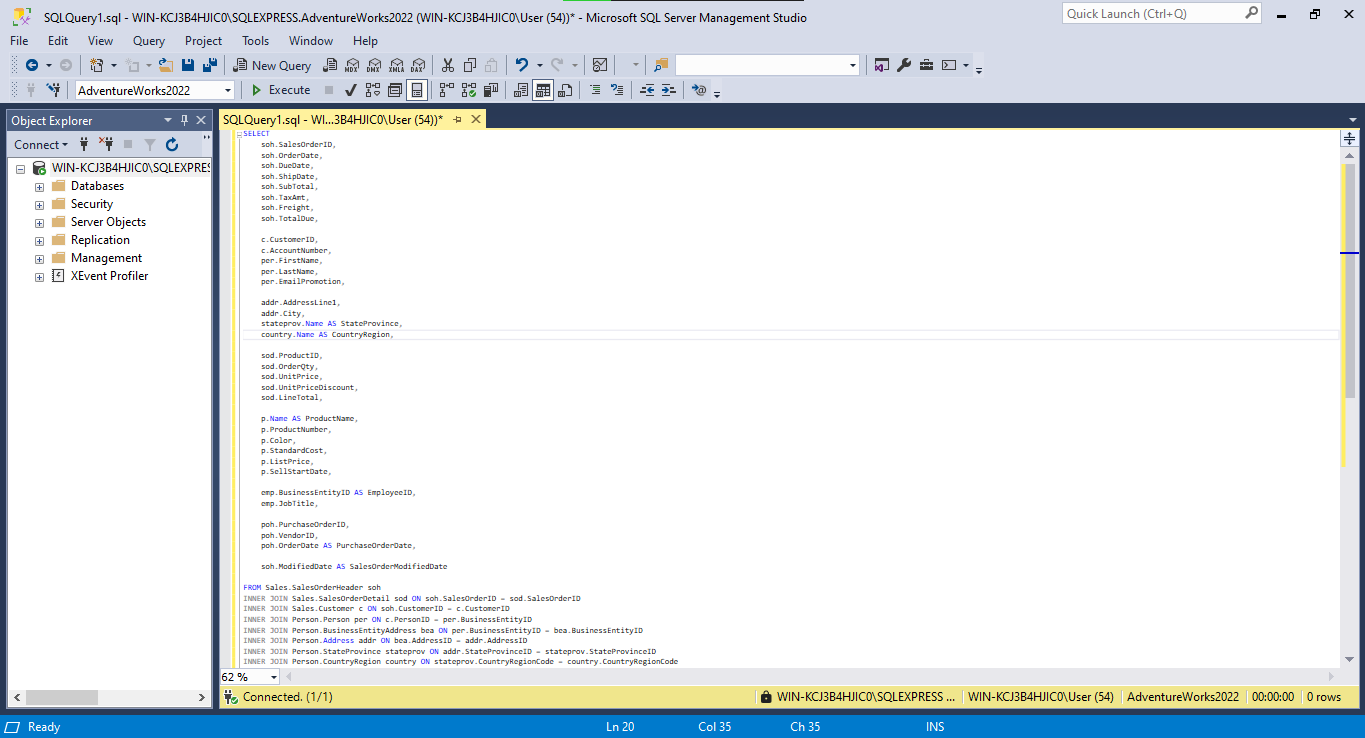 SQLQuery1.sql - WIN-KCJ3B4HJIC0\SQLEXPRESS.AdventureWorks2022 (WIN-KCJ3B4HJIC0\User (54))* - Microsoft SQL Server Management Studio
Quick Launch (Ctrl+Q)
File Edit View Query Project Tools Window Help
New Query
MDX DMX XMLA DAX
AdventureWorks2022
Execute
Object Explorer
SQLQuery1.sql - WI...3B4HJIC0\User (54))*
Connect
WIN-KCJ3B4HJIC0\SQLEXPRES
Databases
Security
Server Objects
Replication
Management
XEvent Profiler
SELECT
soh.SalesOrderID,
soh.OrderDate,
soh.DueDate,
soh.ShipDate,
soh.SubTotal,
soh.TaxAmt,
soh.Freight,
soh.TotalDue,
c.CustomerID,
c.AccountNumber,
per.FirstName,
per.LastName,
per.EmailPromotion,
addr.AddressLine1,
addr.City,
stateprov.Name AS StateProvince,
country.Name AS CountryRegion,
sod.ProductID,
sod.OrderQty,
sod.UnitPrice,
sod.UnitPriceDiscount,
sod.LineTotal,
p.Name AS ProductName,
p.ProductNumber,
p.Color,
p.StandardCost,
p.ListPrice,
p.SellStartDate,
emp.BusinessEntityID AS EmployeeID,
emp.JobTitle,
poh.PurchaseOrderID,
poh.VendorID,
poh.OrderDate AS PurchaseOrderDate,
soh.ModifiedDate AS SalesOrderModifiedDate
FROM Sales.SalesOrderHeader soh
INNER JOIN Sales.SalesOrderDetail sod ON soh.SalesOrderID = sod.SalesOrderID
INNER JOIN Sales.Customer c ON soh.CustomerID = c.CustomerID
INNER JOIN Person.Person per ON c.PersonID = per.BusinessEntityID
INNER JOIN Person.BusinessEntityAddress bea ON per.BusinessEntityID = bea.BusinessEntityID
INNER JOIN Person.Address addr ON bea.AddressID = addr.AddressID
INNER JOIN Person.StateProvince stateprov ON addr.StateProvinceID = stateprov.StateProvinceID
INNER JOIN Person.CountryRegion country ON stateprov.CountryRegionCode = country.CountryRegionCode
62 %
Connected. (1/1)
WIN-KCJ3B4HJIC0\SQLEXPRESS ...
WIN-KCJ3B4HJIC0\User (54)
AdventureWorks2022
00:00:00
0 rows
Ready
Ln 20
Col 35
Ch 35
INS